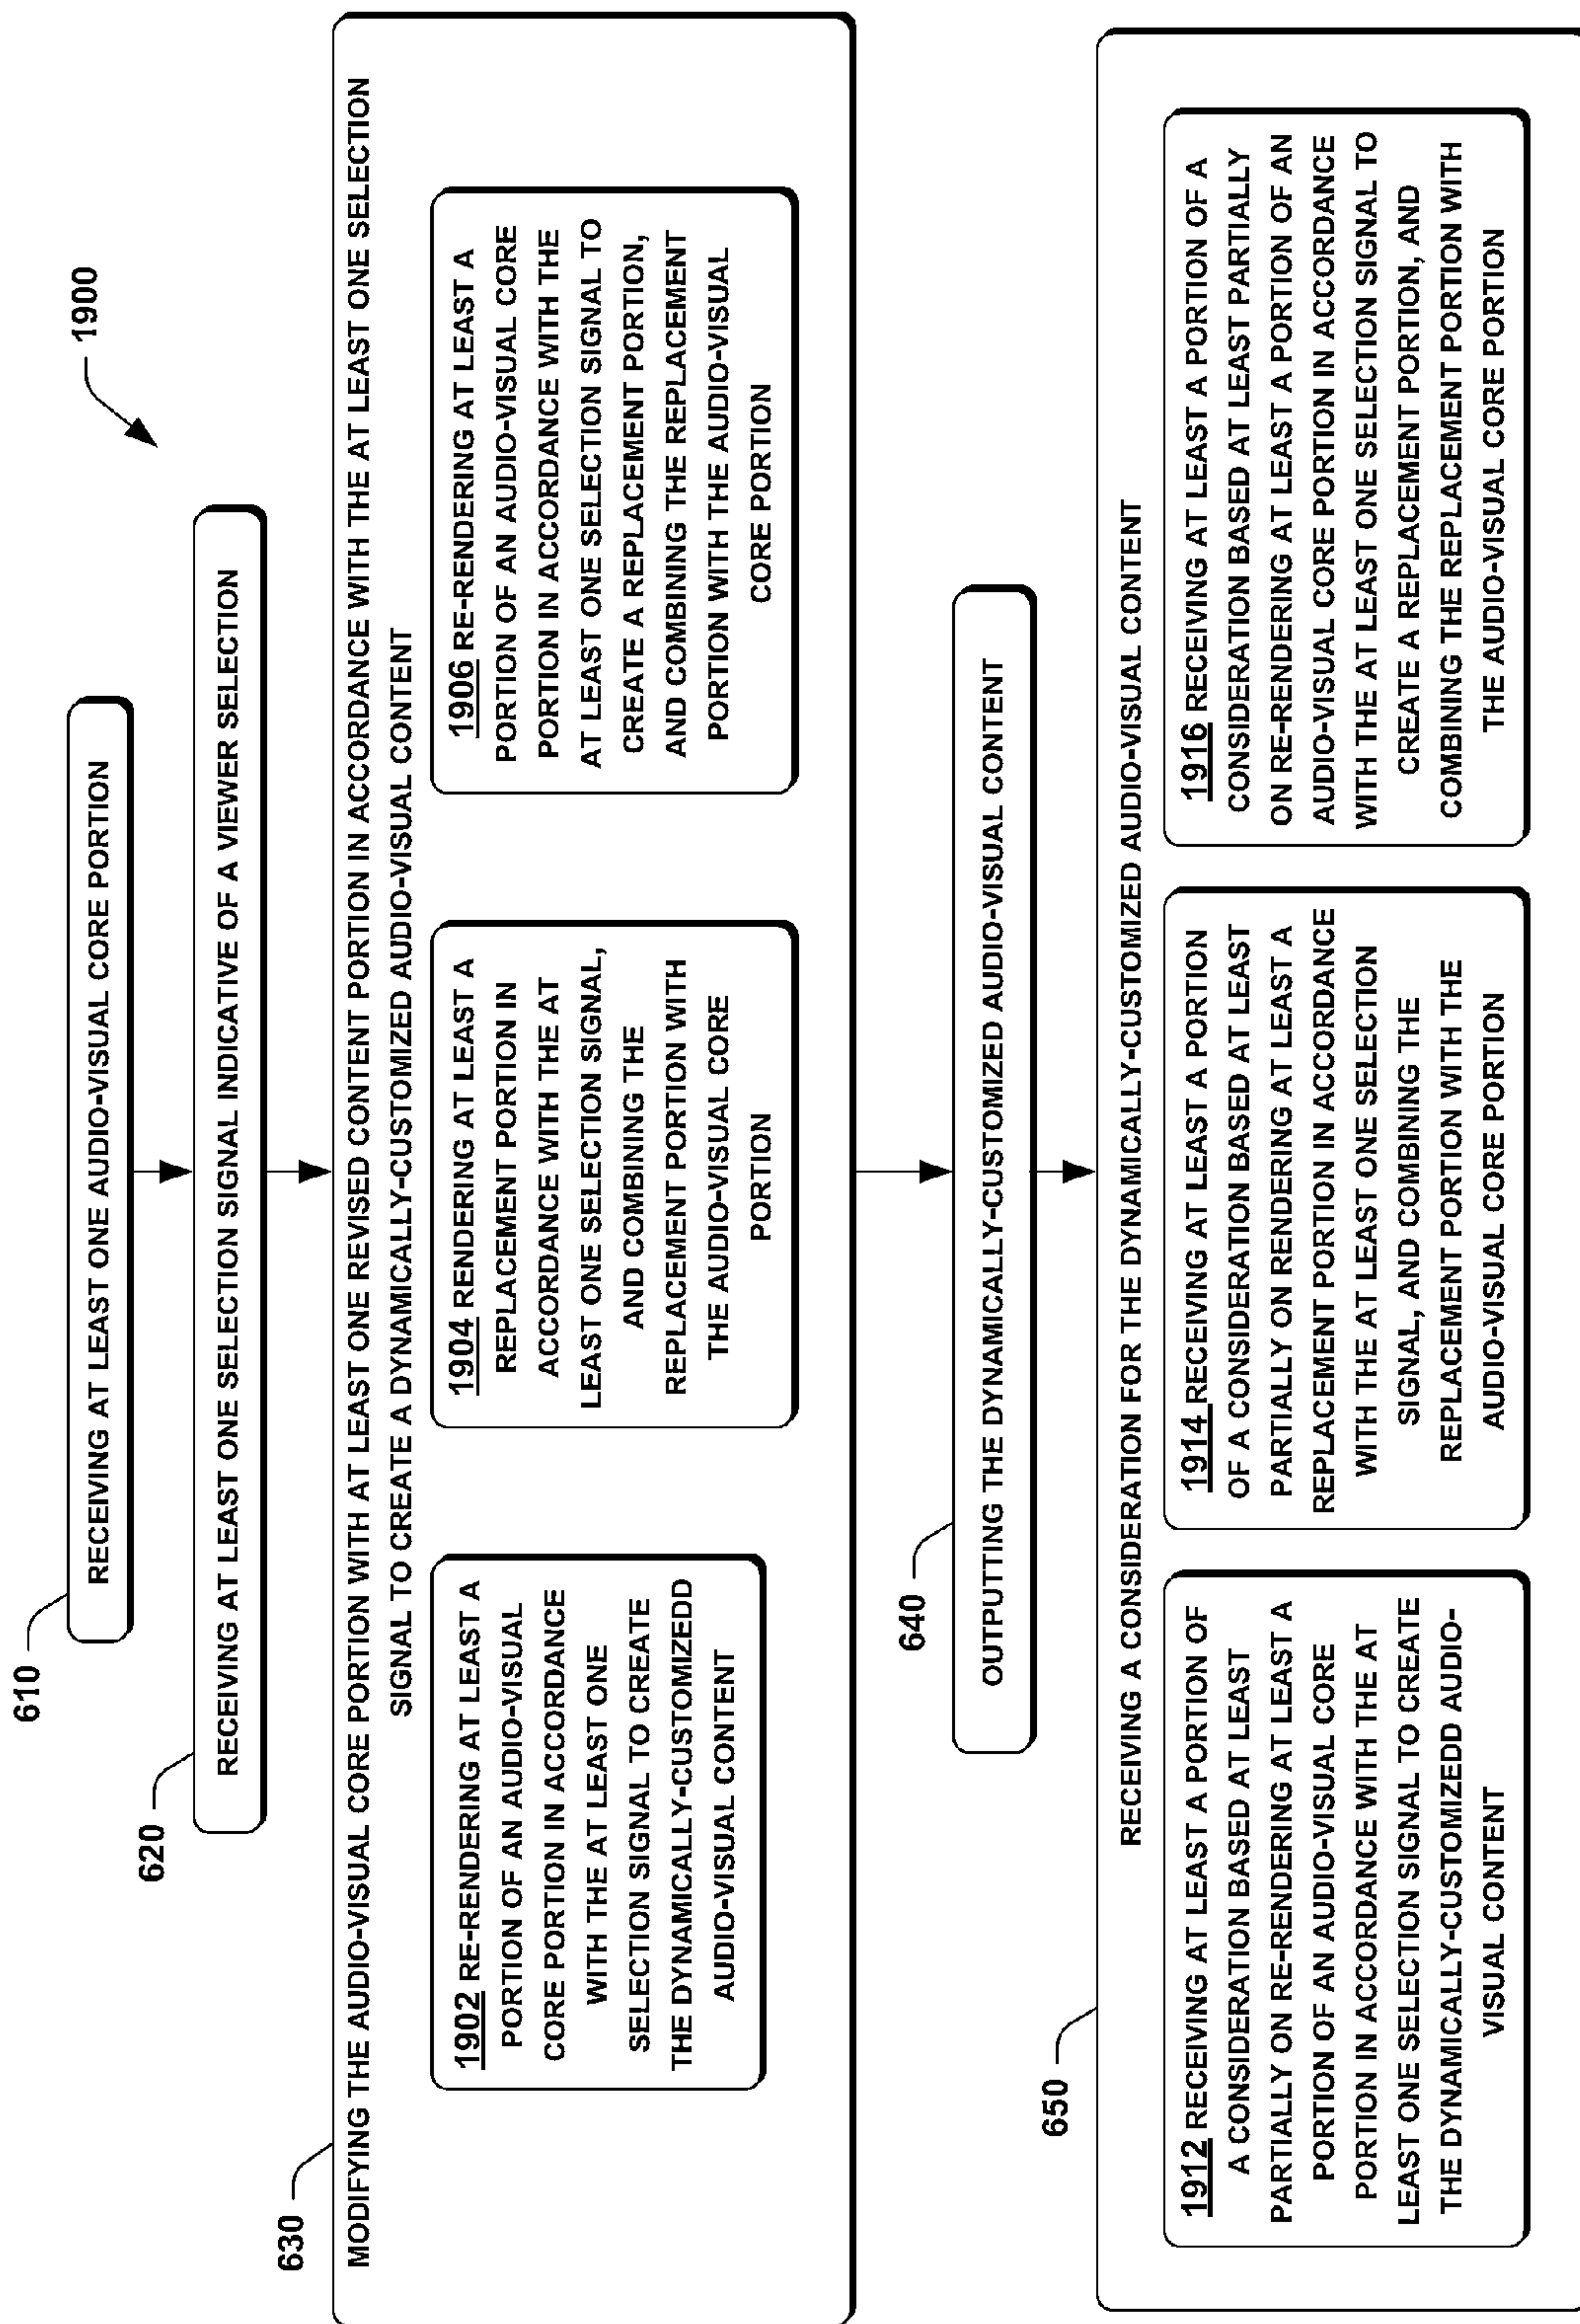 1900
610
RECEIVING AT LEAST ONE AUDIO-VISUAL CORE PORTION
620
RECEIVING AT LEAST ONE SELECTION SIGNAL INDICATIVE OF A VIEWER SELECTION
630
MODIFYING THE AUDIO-VISUAL CORE PORTION WITH AT LEAST ONE REVISED CONTENT PORTION IN ACCORDANCE WITH THE AT LEAST ONE SELECTION
SIGNAL TO CREATE A DYNAMICALLY-CUSTOMIZED AUDIO-VISUAL CONTENT
1902 RE-RENDERING AT LEAST A
PORTION OF AN AUDIO-VISUAL
CORE PORTION IN ACCORDANCE
WITH THE AT LEAST ONE
SELECTION SIGNAL TO CREATE
THE DYNAMICALLY-CUSTOMIZEDD
AUDIO-VISUAL CONTENT
1904 RENDERING AT LEAST A
REPLACEMENT PORTION IN
ACCORDANCE WITH THE AT
LEAST ONE SELECTION SIGNAL,
AND COMBINING THE
REPLACEMENT PORTION WITH
THE AUDIO-VISUAL CORE
PORTION
1906 RE-RENDERING AT LEAST A
PORTION OF AN AUDIO-VISUAL CORE
PORTION IN ACCORDANCE WITH THE
AT LEAST ONE SELECTION SIGNAL TO
CREATE A REPLACEMENT PORTION,
AND COMBINING THE REPLACEMENT
PORTION WITH THE AUDIO-VISUAL
CORE PORTION
640
OUTPUTTING THE DYNAMICALLY-CUSTOMIZED AUDIO-VISUAL CONTENT
650
RECEIVING A CONSIDERATION FOR THE DYNAMICALLY-CUSTOMIZED AUDIO-VISUAL CONTENT
1912 RECEIVING AT LEAST A PORTION OF
A CONSIDERATION BASED AT LEAST
PARTIALLY ON RE-RENDERING AT LEAST A
PORTION OF AN AUDIO-VISUAL CORE
PORTION IN ACCORDANCE WITH THE AT
LEAST ONE SELECTION SIGNAL TO CREATE
THE DYNAMICALLY-CUSTOMIZEDD AUDIO-
VISUAL CONTENT
1914 RECEIVING AT LEAST A PORTION
OF A CONSIDERATION BASED AT LEAST
PARTIALLY ON RENDERING AT LEAST A
REPLACEMENT PORTION IN ACCORDANCE
WITH THE AT LEAST ONE SELECTION
SIGNAL, AND COMBINING THE
REPLACEMENT PORTION WITH THE
AUDIO-VISUAL CORE PORTION
1916 RECEIVING AT LEAST A PORTION OF A
CONSIDERATION BASED AT LEAST PARTIALLY
ON RE-RENDERING AT LEAST A PORTION OF AN
AUDIO-VISUAL CORE PORTION IN ACCORDANCE
WITH THE AT LEAST ONE SELECTION SIGNAL TO
CREATE A REPLACEMENT PORTION, AND
COMBINING THE REPLACEMENT PORTION WITH
THE AUDIO-VISUAL CORE PORTION